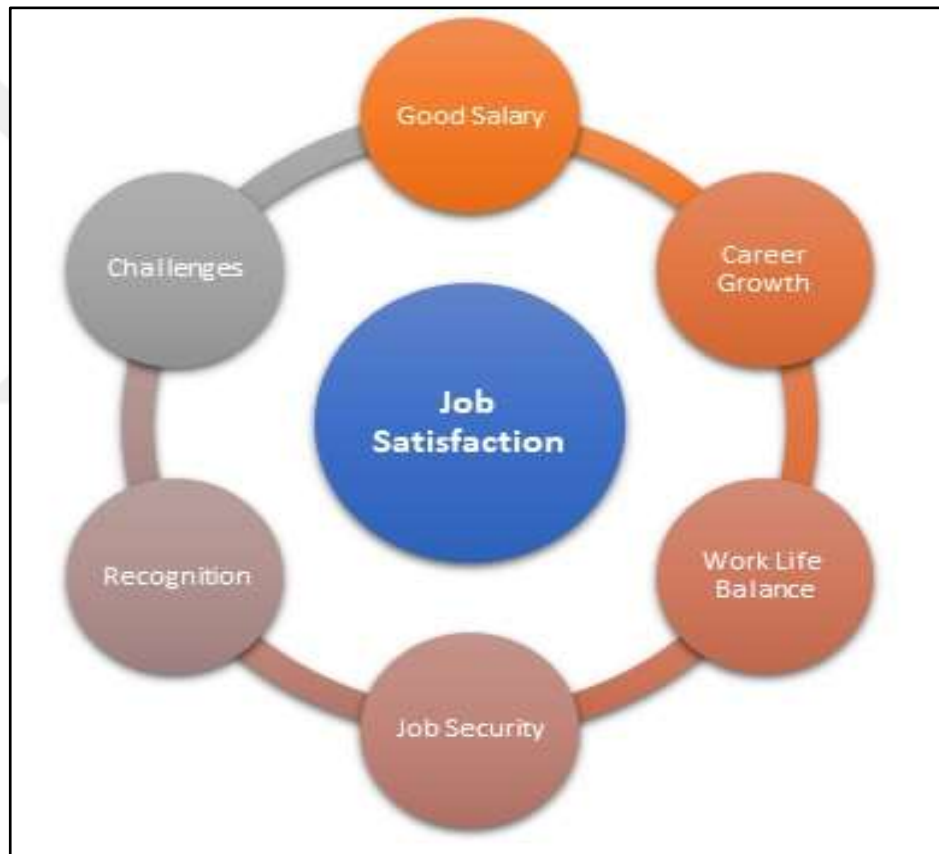 Good Salary
Career
Growth
Work Life
Balance
Job Security
Recognition
Challenges
Job
Satisfaction